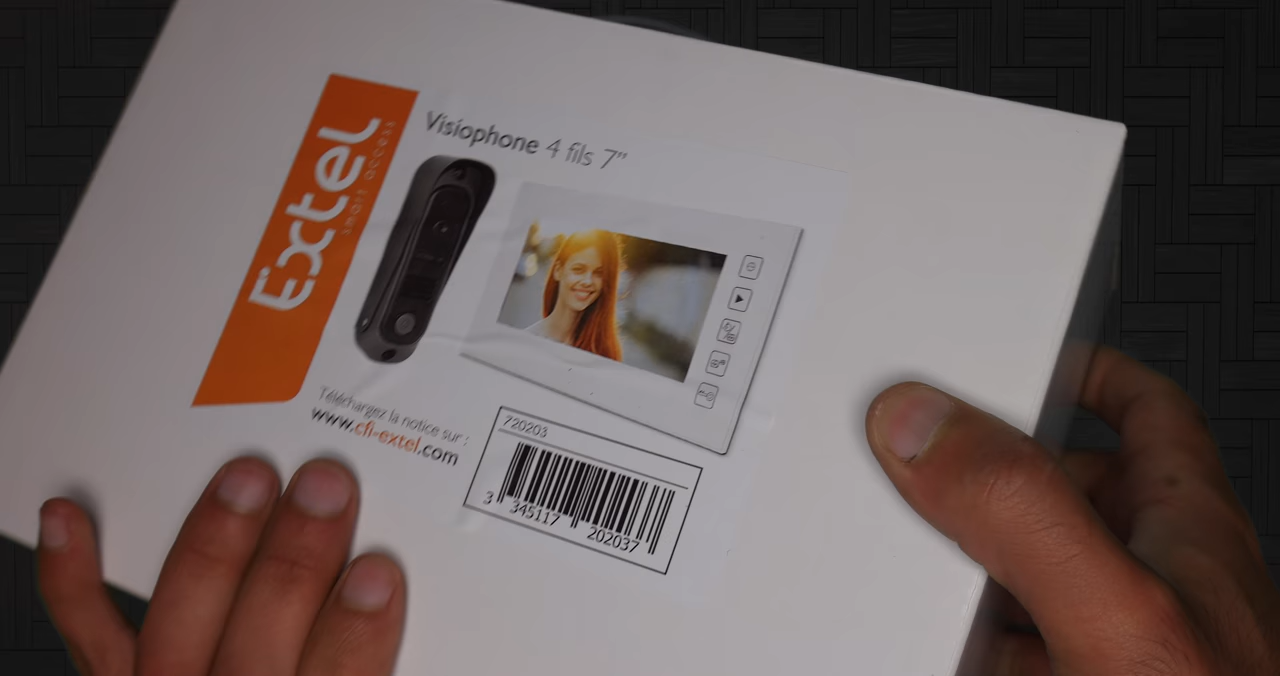 Extel
smart access
Visiophone 4 fils 7"
Téléchargez la notice sur :
www.cfi-extel.com
720203
3 345117 202037